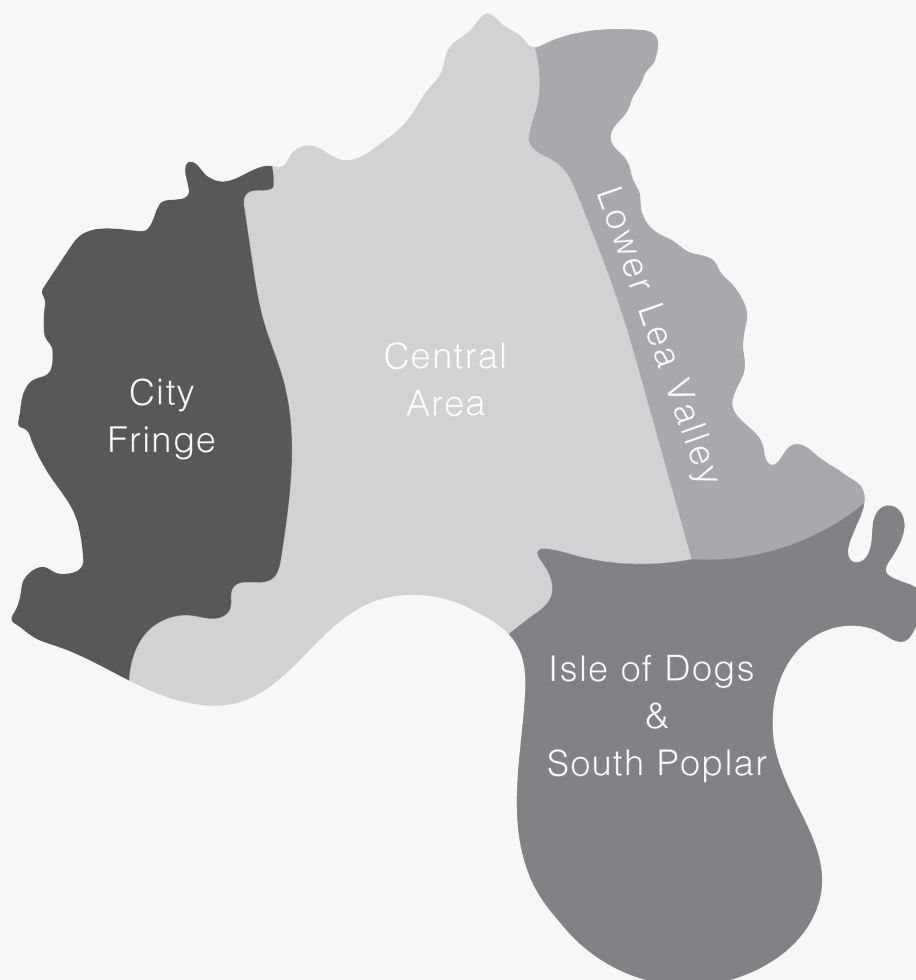 City
Fringe
Central
Area
Lower Lea Valley
Isle of Dogs
&
South Poplar